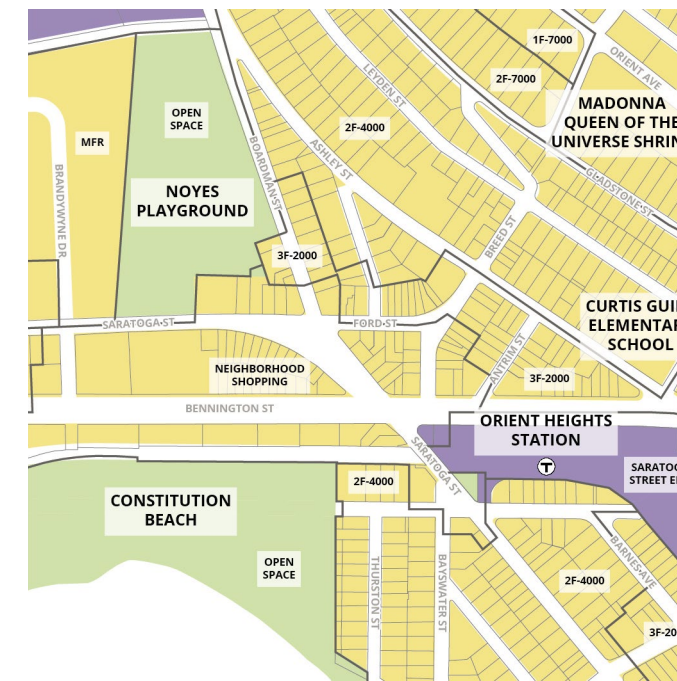 1F-7000
ORIENT AVE
2F-7000
LEYDEN ST
MADONNA
QUEEN OF THE
UNIVERSE SHRIN
OPEN
SPACE
2F-4000
MFR
BOARDMAN ST
ASHLEY ST
GLADSTONE ST
BRANDYWYNE DR
NOYES
PLAYGROUND
BREED ST
3F-2000
CURTIS GUI
ELEMENTAR
SCHOOL
SARATOGA ST
FORD ST
ANTRIM ST
NEIGHBORHOOD
SHOPPING
3F-2000
BENNINGTON ST
ORIENT HEIGHTS
STATION
T
SARATOGA ST
SARATOG
STREET E
2F-4000
CONSTITUTION
BEACH
OPEN
SPACE
THURSTON ST
BAYSWATER ST
BARNES AVE
2F-4000
3F-20